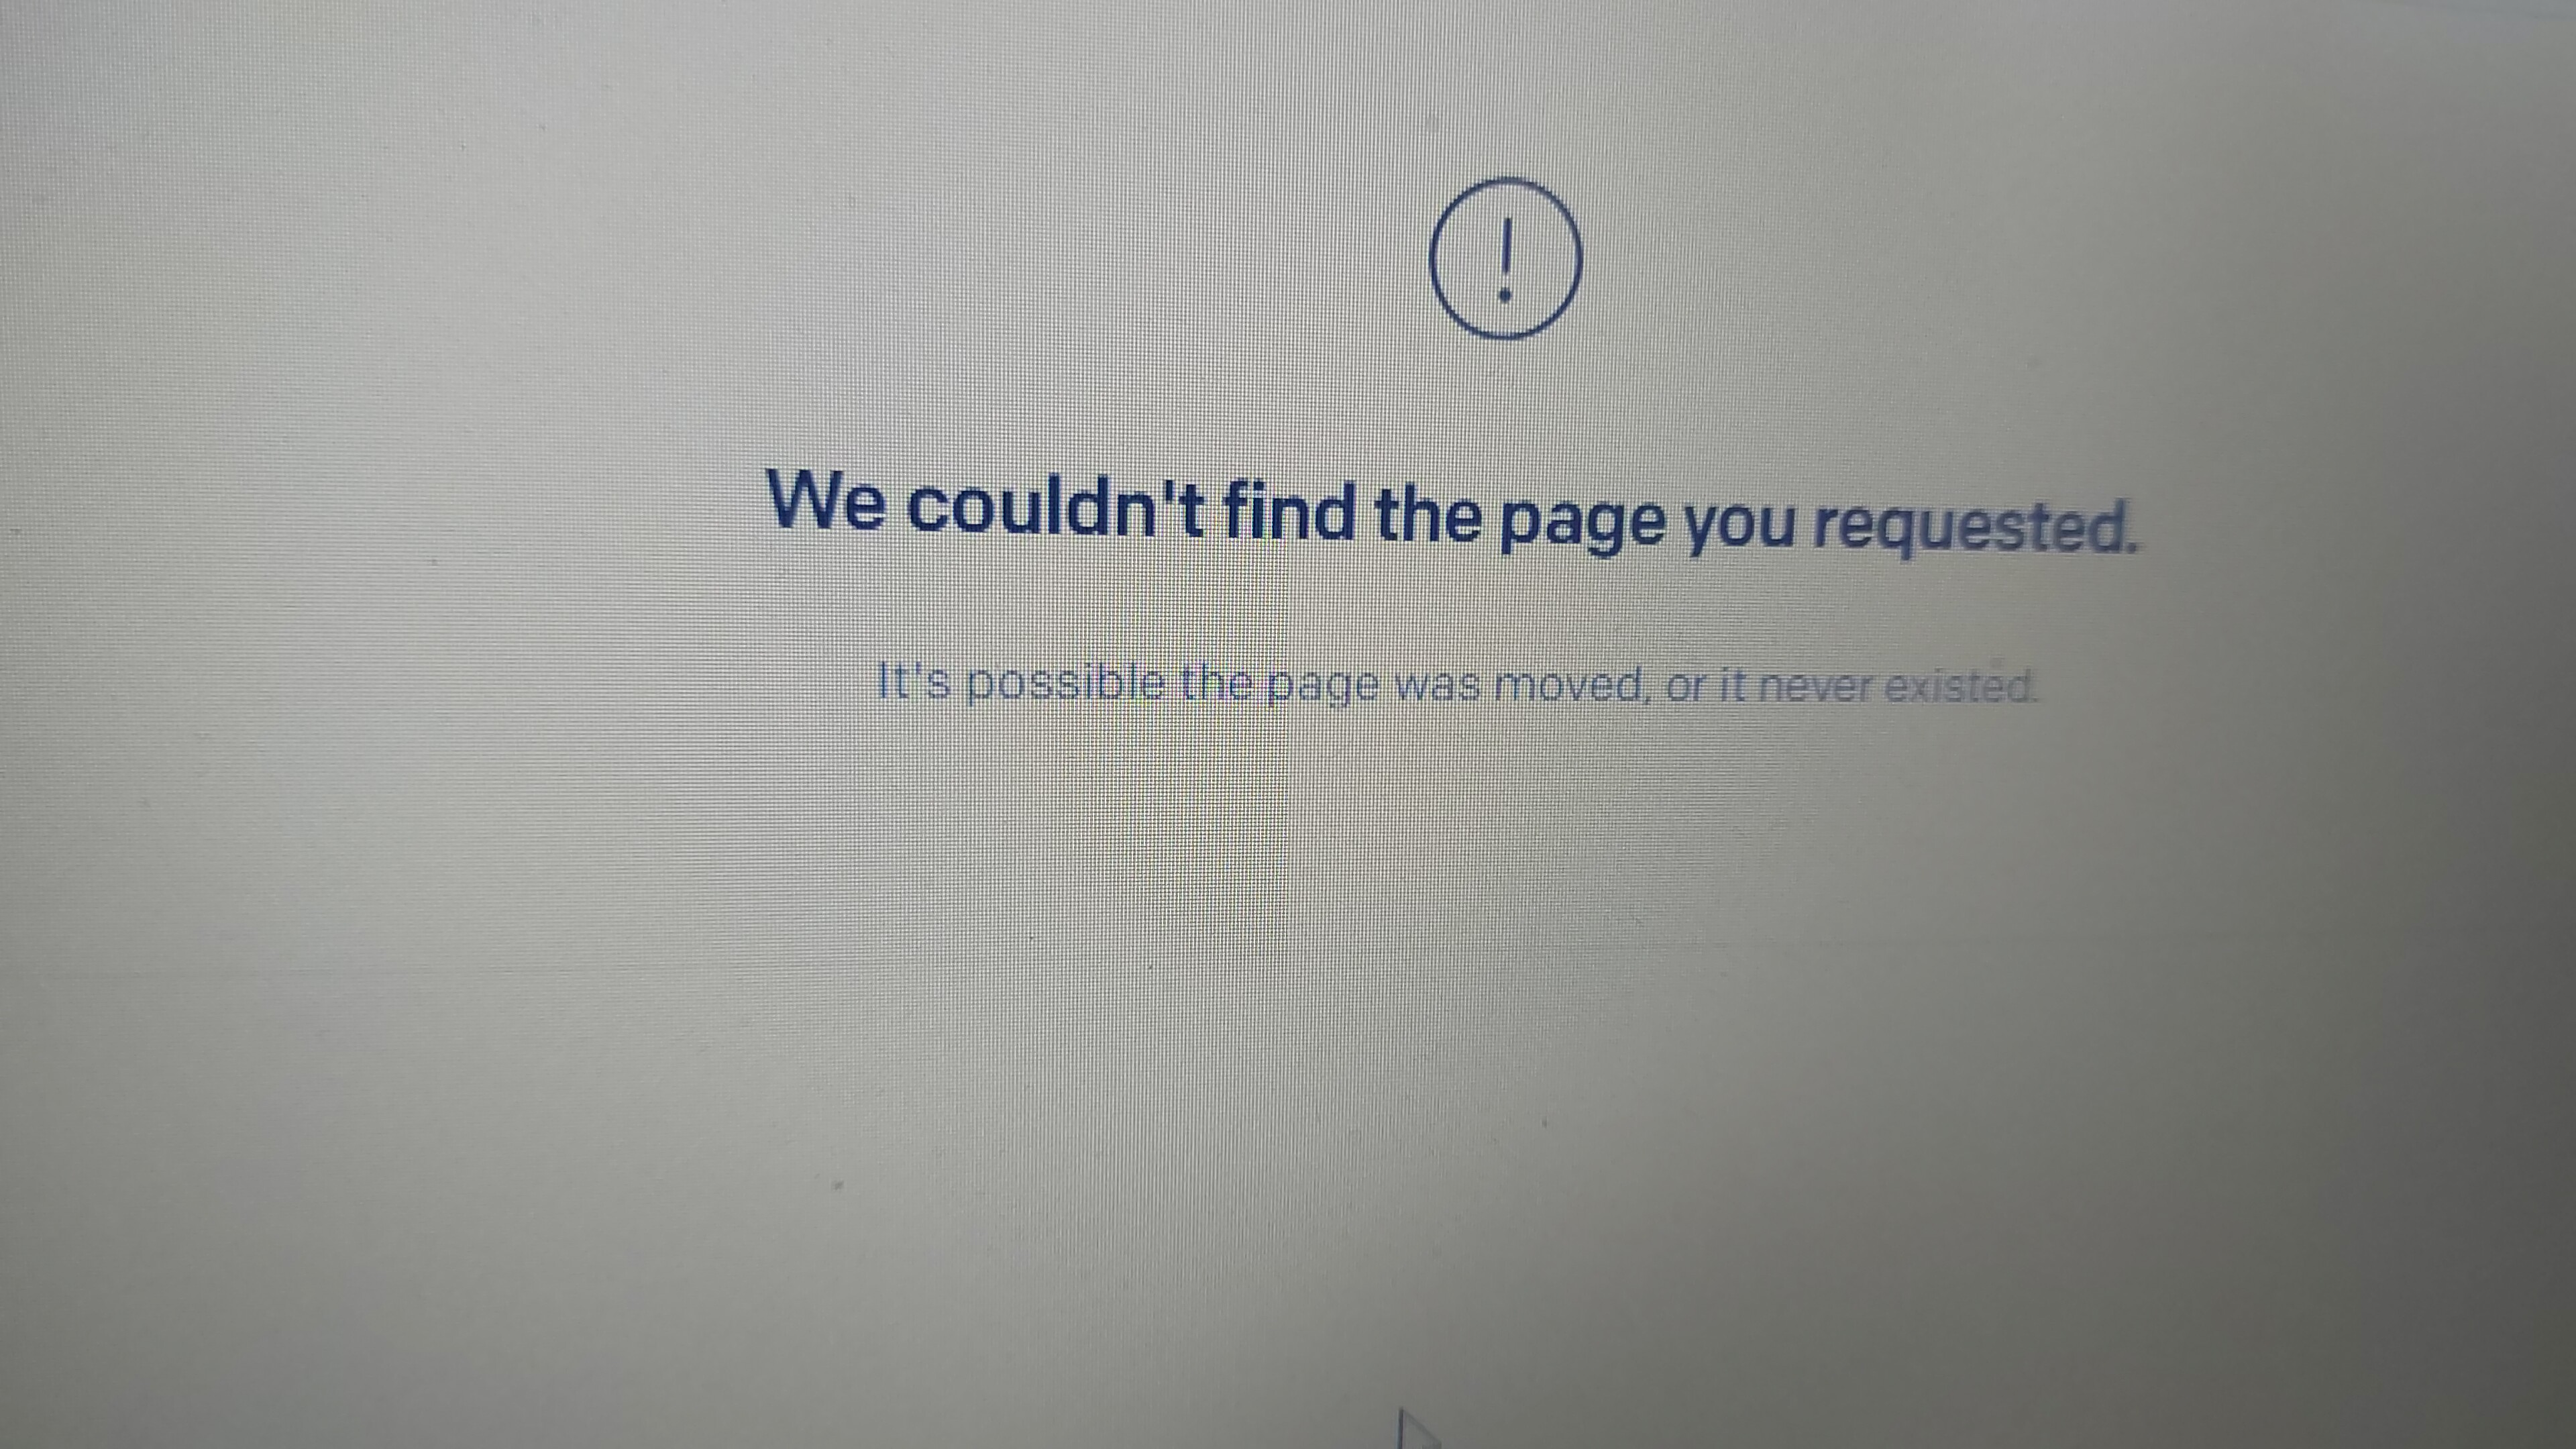 We couldn't find the page you requested.
It's possible the page was moved, or it never existed.